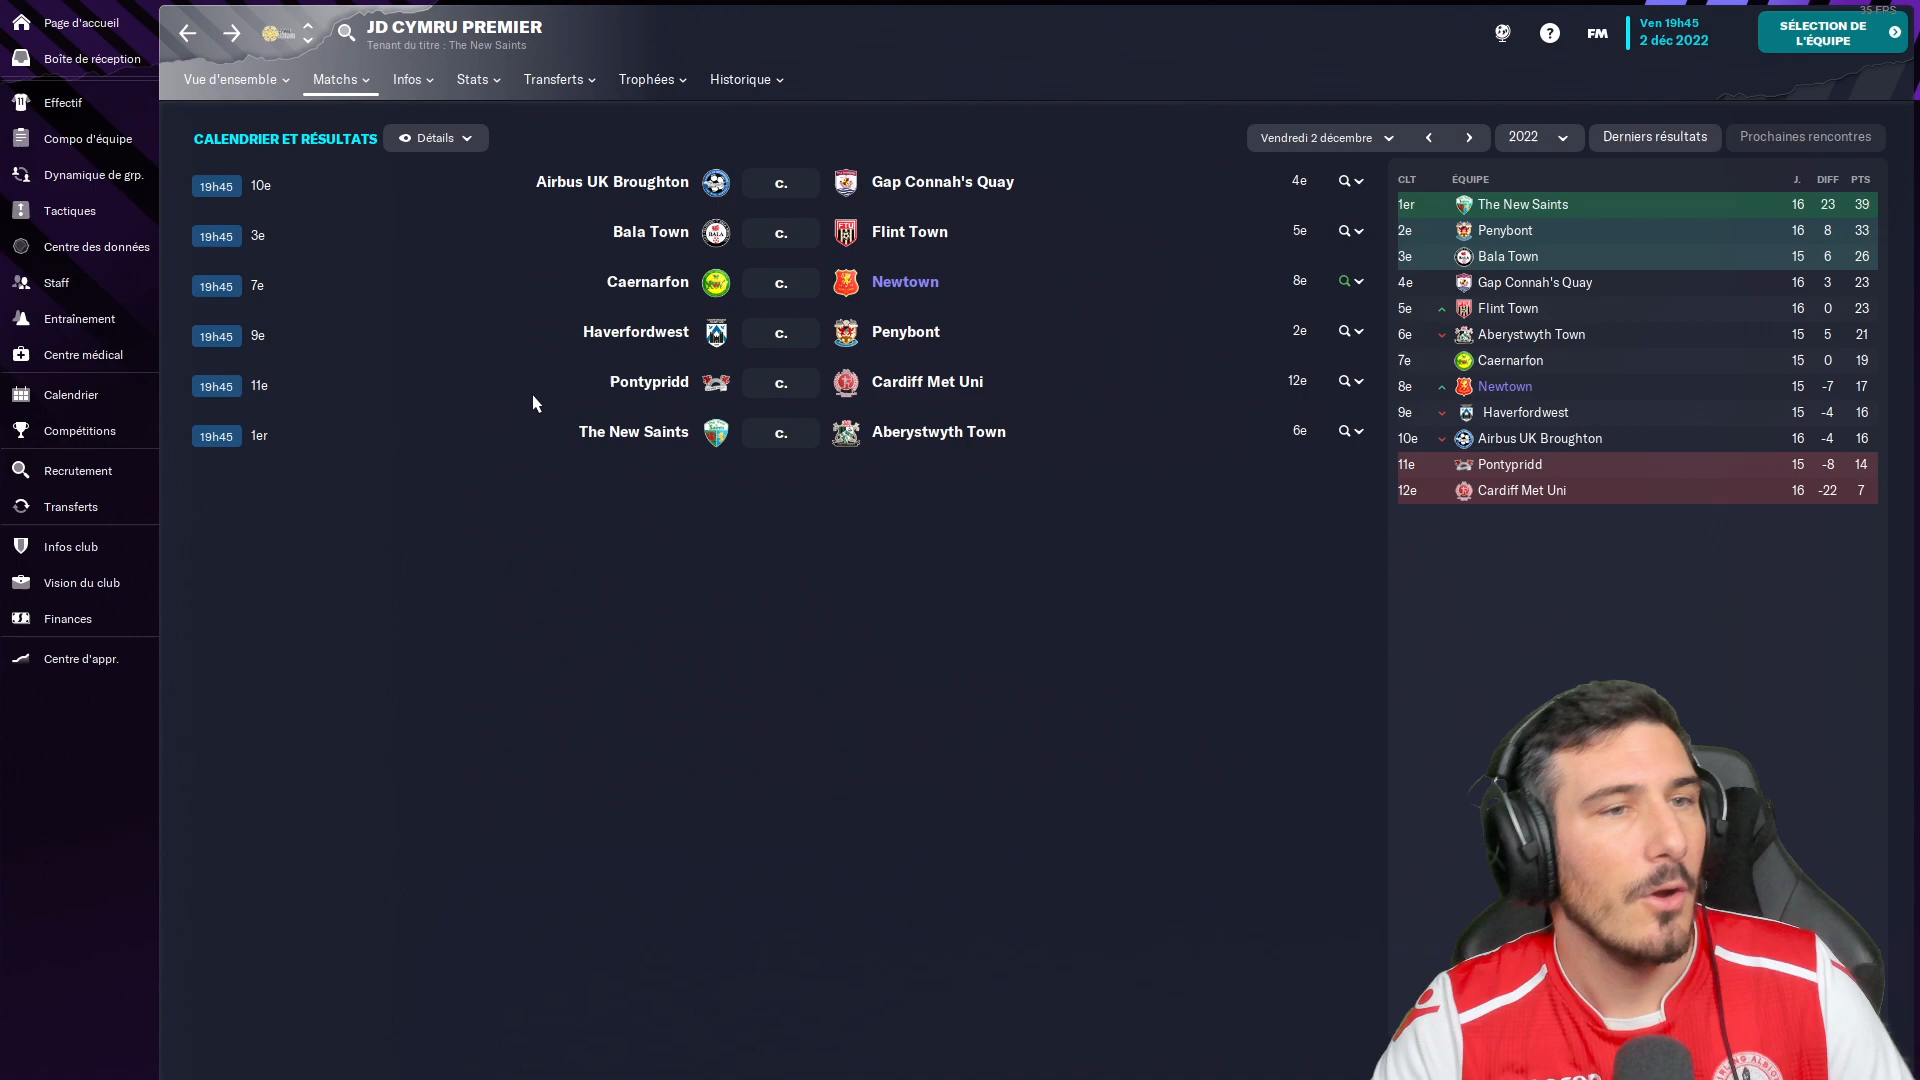 Page d'accueil
Boîte de réception
Effectif
Compo d'équipe
Dynamique de grp.
Tactiques
Centre des données
Staff
Entraînement
Centre médical
Calendrier
Compétitions
Recrutement
Transferts
Infos club
Vision du club
Finances
Centre d'appr.
JD CYMRU PREMIER
Tenant du titre : The New Saints
FM
Ven 19h45
2 déc 2022
35 FPS
SÉLECTION DE
L'ÉQUIPE
Vue d'ensemble Matchs Infos Stats Transferts Trophées Historique
CALENDRIER ET RÉSULTATS Détails
Vendredi 2 décembre 2022 Derniers résultats Prochaines rencontres
19h45 10e Airbus UK Broughton c. Gap Connah's Quay 4e
19h45 3e Bala Town c. Flint Town 5e
19h45 7e Caernarfon c. Newtown 8e
19h45 9e Haverfordwest c. Penybont 2e
19h45 11e Pontypridd c. Cardiff Met Uni 12e
19h45 1er The New Saints c. Aberystwyth Town 6e
CLT ÉQUIPE J. DIFF PTS
1er The New Saints 16 23 39
2e Penybont 16 8 33
3e Bala Town 15 6 26
4e Gap Connah's Quay 16 3 23
5e Flint Town 16 0 23
6e Aberystwyth Town 15 5 21
7e Caernarfon 15 0 19
8e Newtown 15 -7 17
9e Haverfordwest 15 -4 16
10e Airbus UK Broughton 16 -4 16
11e Pontypridd 15 -8 14
12e Cardiff Met Uni 16 -22 7